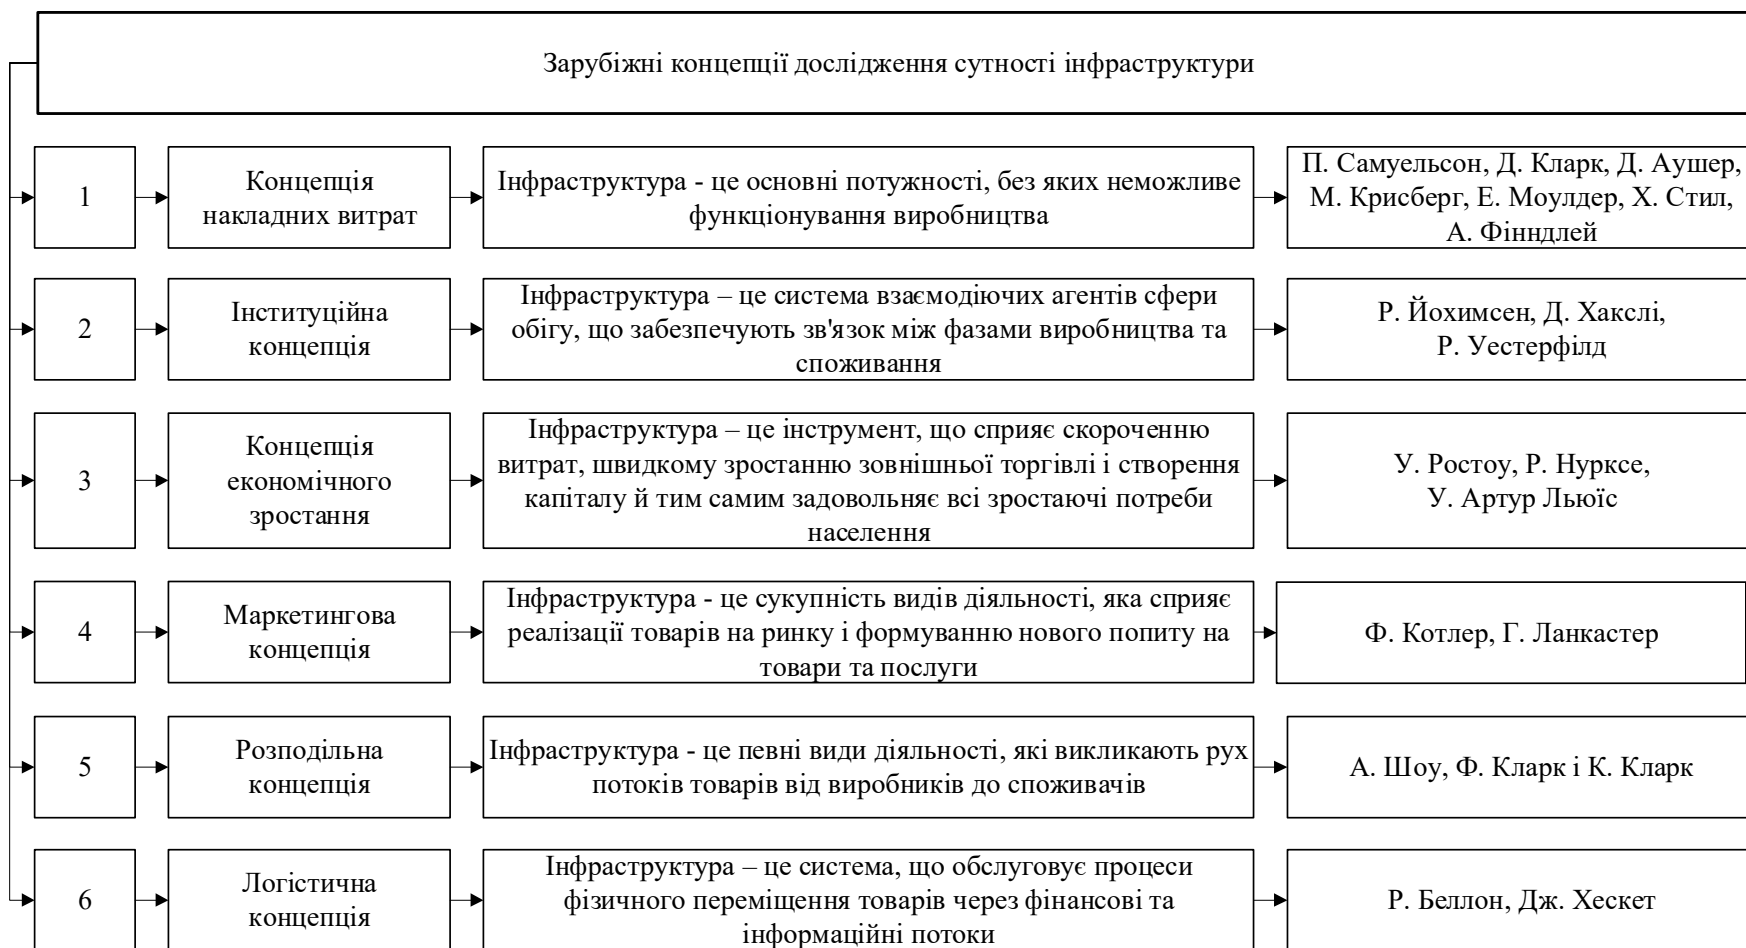 Зарубіжні концепції дослідження сутності інфраструктури
1
Концепція
накладних витрат
Інфраструктура - це основні потужності, без яких неможливе
функціонування виробництва
П. Самуельсон, Д. Кларк, Д. Аушер,
М. Крисберг, Е. Моулдер, Х. Стил,
А. Фінндлей
2
Інституційна
концепція
Інфраструктура – це система взаємодіючих агентів сфери
обігу, що забезпечують зв'язок між фазами виробництва та
споживання
Р. Йохимсен, Д. Хакслі,
Р. Уестерфілд
3
Концепція
економічного
зростання
Інфраструктура – це інструмент, що сприяє скороченню
витрат, швидкому зростанню зовнішньої торгівлі і створення
капіталу й тим самим задовольняє всі зростаючі потреби
населення
У. Ростоу, Р. Нурксе,
У. Артур Льюїс
4
Маркетингова
концепція
Інфраструктура - це сукупність видів діяльності, яка сприяє
реалізації товарів на ринку і формуванню нового попиту на
товари та послуги
Ф. Котлер, Г. Ланкастер
5
Розподільна
концепція
Інфраструктура - це певні види діяльності, які викликають рух
потоків товарів від виробників до споживачів
А. Шоу, Ф. Кларк і К. Кларк
6
Логістична
концепція
Інфраструктура – це система, що обслуговує процеси
фізичного переміщення товарів через фінансові та
інформаційні потоки
Р. Беллон, Дж. Хескет